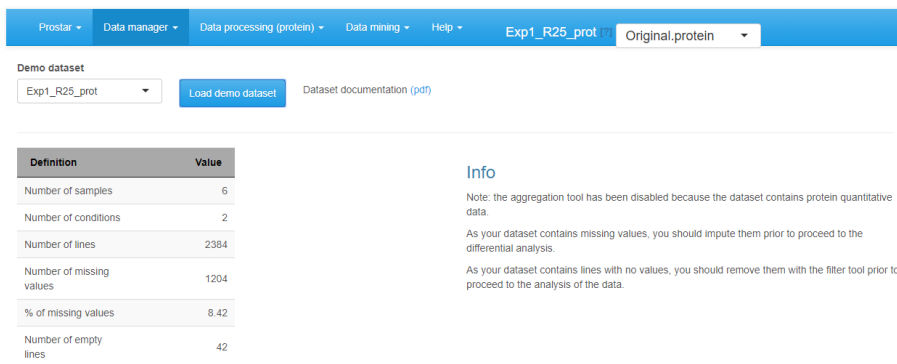 Prostar Data manager Data processing (protein) Data mining Help Exp1_R25_prot [?] Original.protein
Demo dataset
Exp1_R25_prot Load demo dataset Dataset documentation (pdf)
Definition Value
Number of samples 6
Number of conditions 2
Number of lines 2384
Number of missing
values 1204
% of missing values 8.42
Number of empty
lines 42
Info
Note: the aggregation tool has been disabled because the dataset contains protein quantitative
data.
As your dataset contains missing values, you should impute them prior to proceed to the
differential analysis.
As your dataset contains lines with no values, you should remove them with the filter tool prior to
proceed to the analysis of the data.